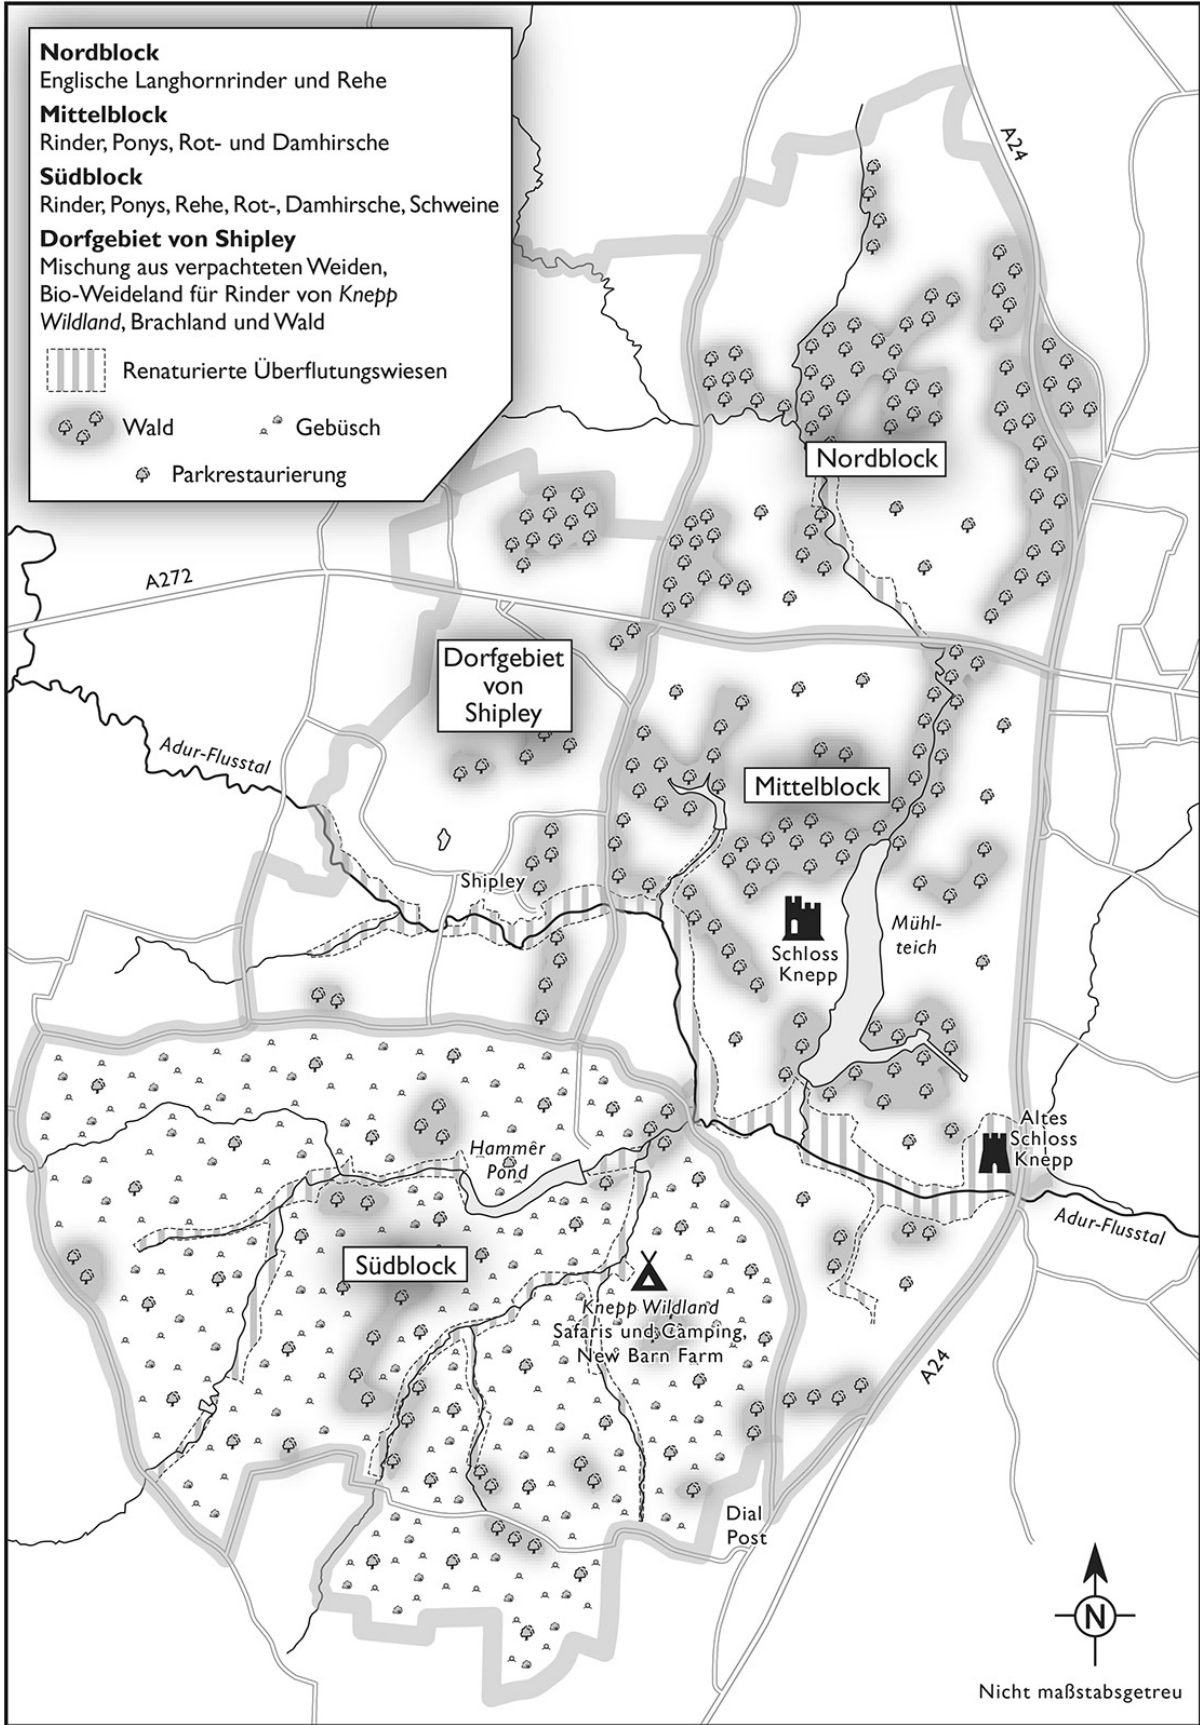 Nordblock
Englische Langhornrinder und Rehe
Mittelblock
Rinder, Ponys, Rot- und Damhirsche
Südblock
Rinder, Ponys, Rehe, Rot-, Damhirsche, Schweine
Dorfgebiet von Shipley
Mischung aus verpachteten Weiden,
Bio-Weideland für Rinder von Knepp
Wildland, Brachland und Wald
Renaturierte Überflutungswiesen
Wald
Gebüsch
Parkrestaurierung
A24
Nordblock
A272
Dorfgebiet
von
Shipley
Adur-Flusstal
Mittelblock
Shipley
Mühl-
teich
Schloss
Knepp
Altes
Schloss
Knepp
Hammer
Pond
Adur-Flusstal
Südblock
Knepp Wildland
Safaris und Camping,
New Barn Farm
A24
Dial
Post
N
Nicht maßstabsgetreu